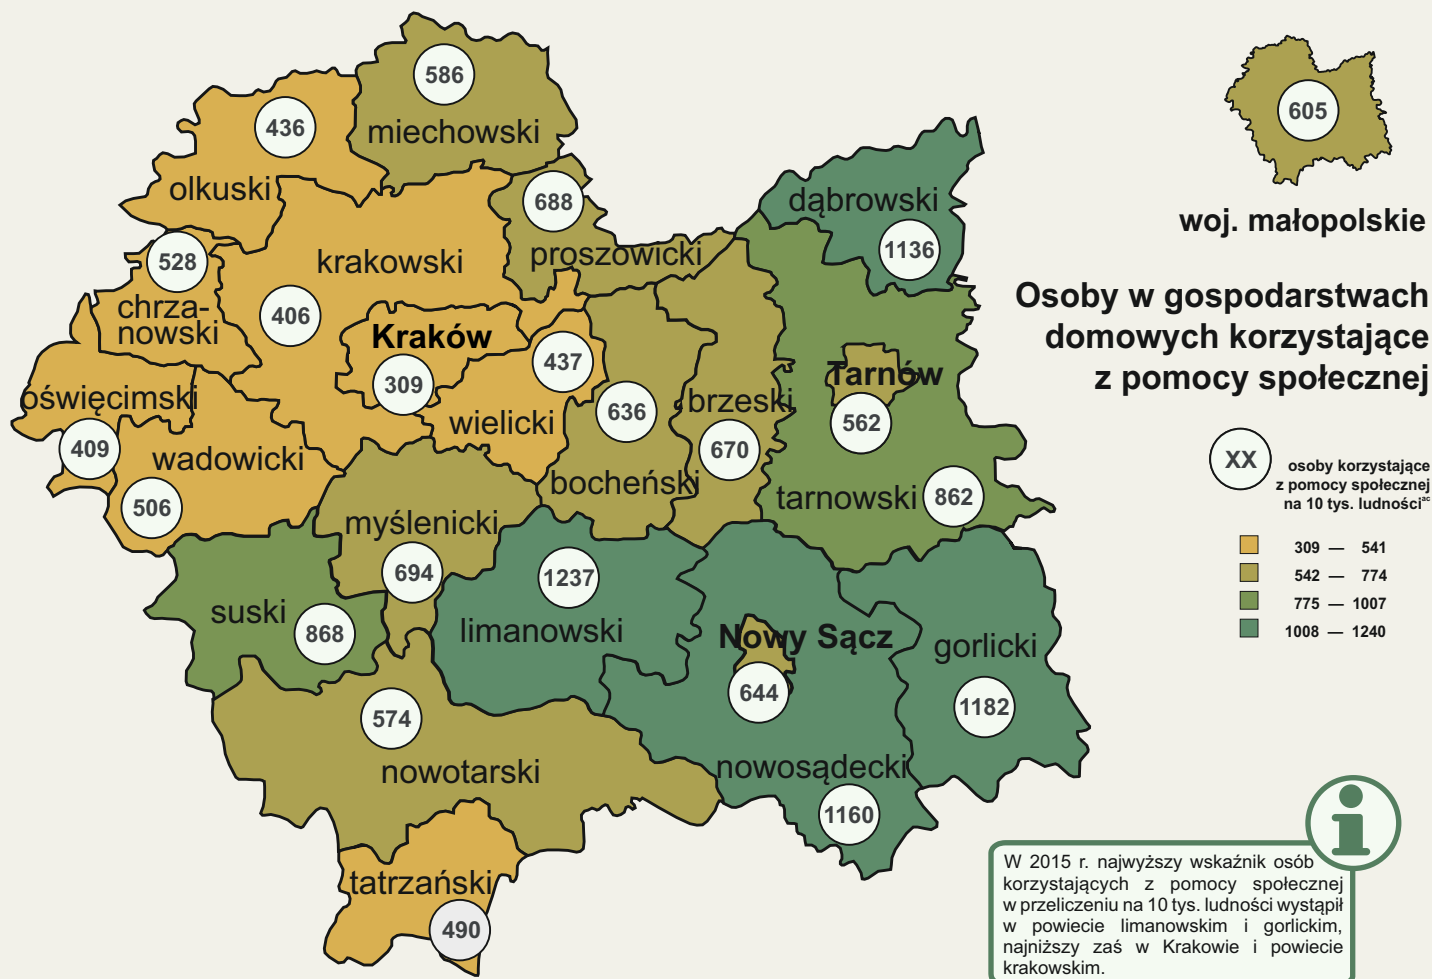 586
miechowski
436
olkuski
688
proszowicki
dąbrowski
1136
605
woj. małopolskie
528
chrza-
nowski
krakowski
406
Kraków
309
437
wielicki
oświęcimski
409
wadowicki
506
636
bocheński
brzeski
670
Tarnów
562
tarnowski
862
Osoby w gospodarstwach
domowych korzystające
z pomocy społecznej
XX
osoby korzystające
z pomocy społecznej
na 10 tys. ludnościᵃᶜ
309 — 541
542 — 774
775 — 1007
1008 — 1240
myślenicki
694
suski
868
1237
limanowski
Nowy Sącz
644
gorlicki
1182
574
nowotarski
nowosądecki
1160
tatrzański
490
W 2015 r. najwyższy wskaźnik osób
korzystających z pomocy społecznej
w przeliczeniu na 10 tys. ludności wystąpił
w powiecie limanowskim i gorlickim,
najniższy zaś w Krakowie i powiecie
krakowskim.